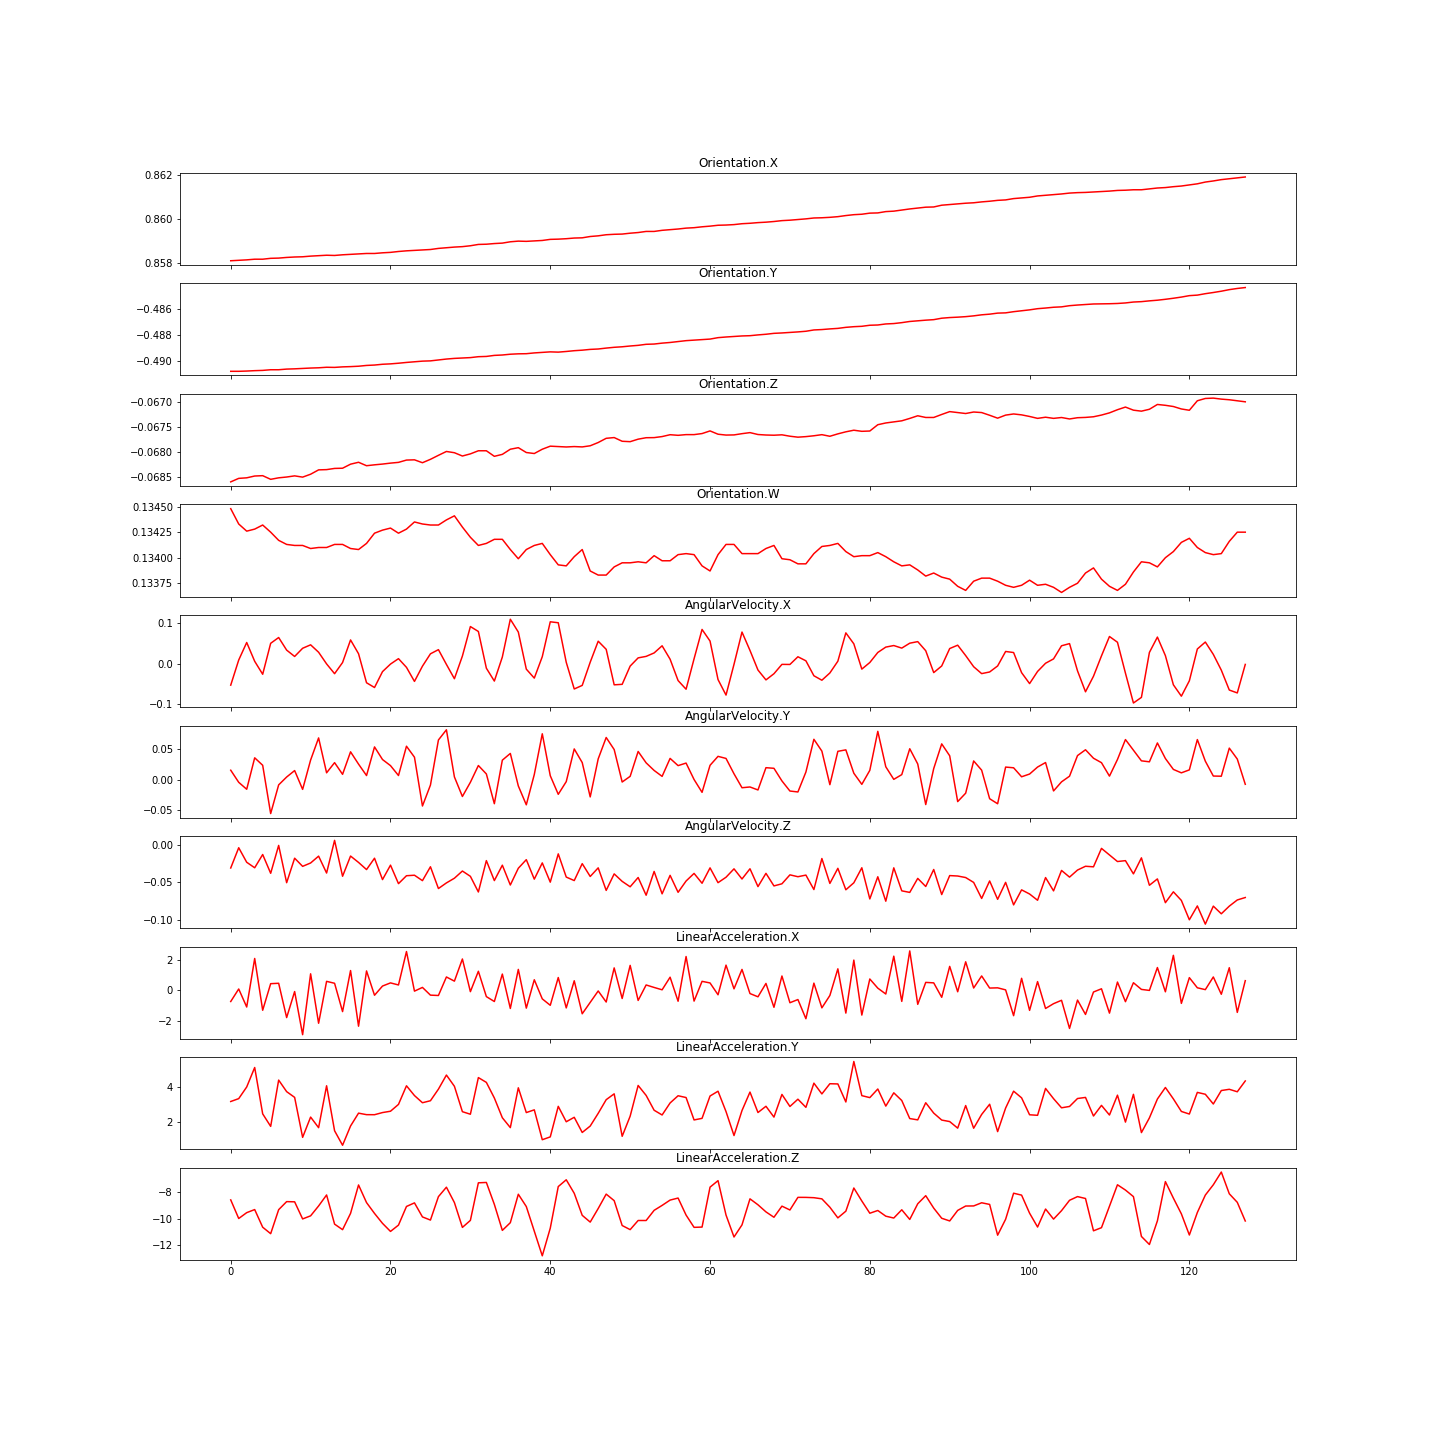 Orientation.X
0.862
0.860
0.858
Orientation.Y
−0.486
−0.488
−0.490
Orientation.Z
−0.0670
−0.0675
−0.0680
−0.0685
Orientation.W
0.13450
0.13425
0.13400
0.13375
AngularVelocity.X
0.1
0.0
−0.1
AngularVelocity.Y
0.05
0.00
−0.05
AngularVelocity.Z
0.00
−0.05
−0.10
LinearAcceleration.X
2
0
−2
LinearAcceleration.Y
4
2
LinearAcceleration.Z
−8
−10
−12
0 20 40 60 80 100 120